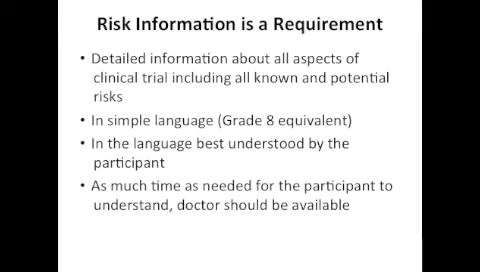 Risk Information is a Requirement
• Detailed information about all aspects of
clinical trial including all known and potential
risks
• In simple language (Grade 8 equivalent)
• In the language best understood by the
participant
• As much time as needed for the participant to
understand, doctor should be available